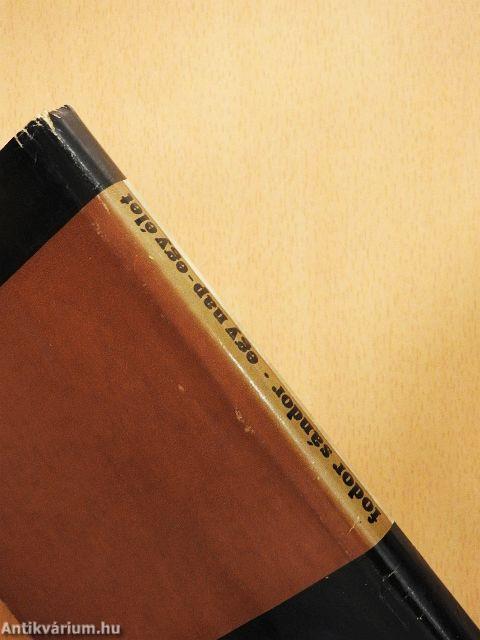 fodor sándor - egy nap - egy élet
Antikvárium.hu